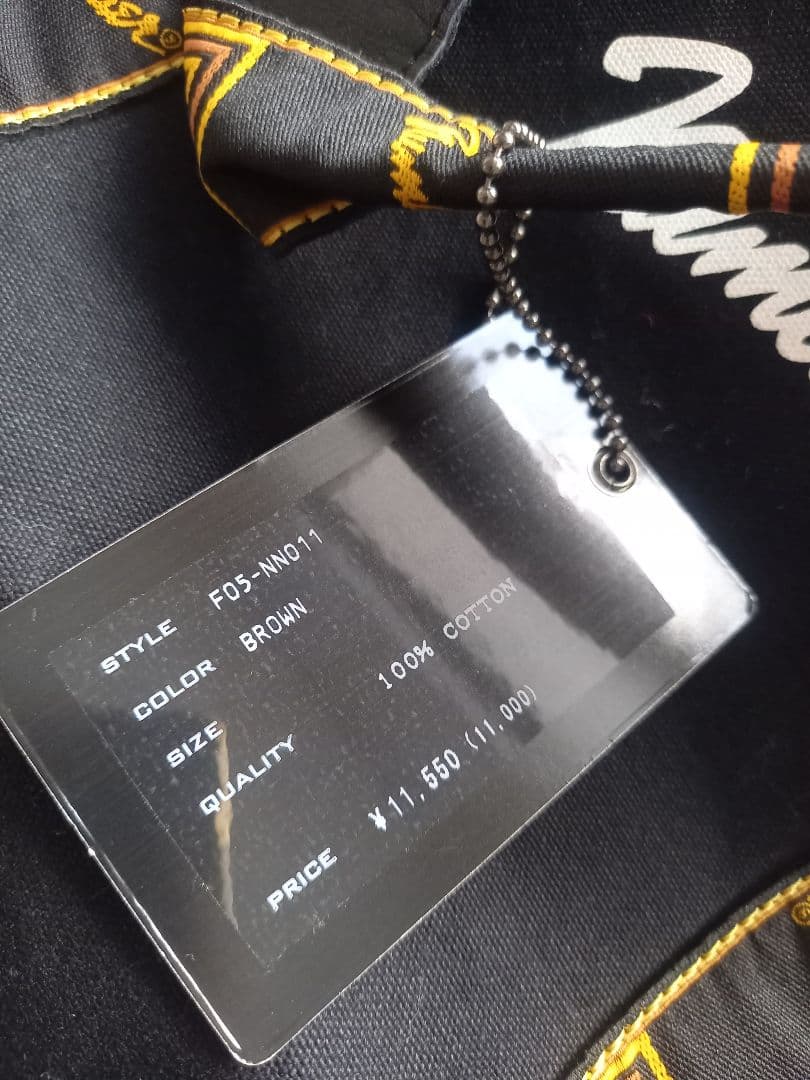 STYLE F05-NN011
COLOR BROWN
SIZE
QUALITY 100% COTTON
PRICE ¥11,550 (11,000)